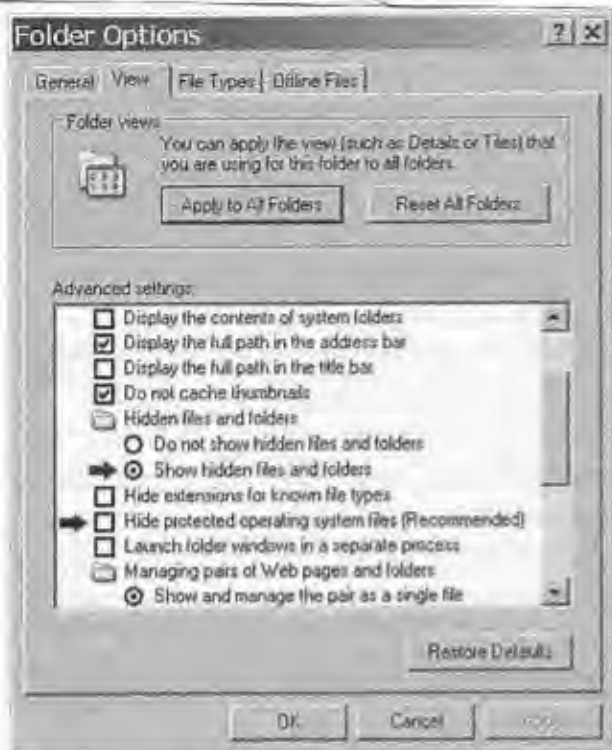 Folder Options
General View File Types Offline Files
Folder views
You can apply the view (such as Details or Tiles) that
you are using for this folder to all folders.
Apply to All Folders Reset All Folders
Advanced settings:
Display the contents of system folders
Display the full path in the address bar
Display the full path in the title bar
Do not cache thumbnails
Hidden files and folders
Do not show hidden files and folders
Show hidden files and folders
Hide extensions for known file types
Hide protected operating system files (Recommended)
Launch folder windows in a separate process
Managing pairs of Web pages and folders
Show and manage the pair as a single file
Restore Defaults
OK Cancel